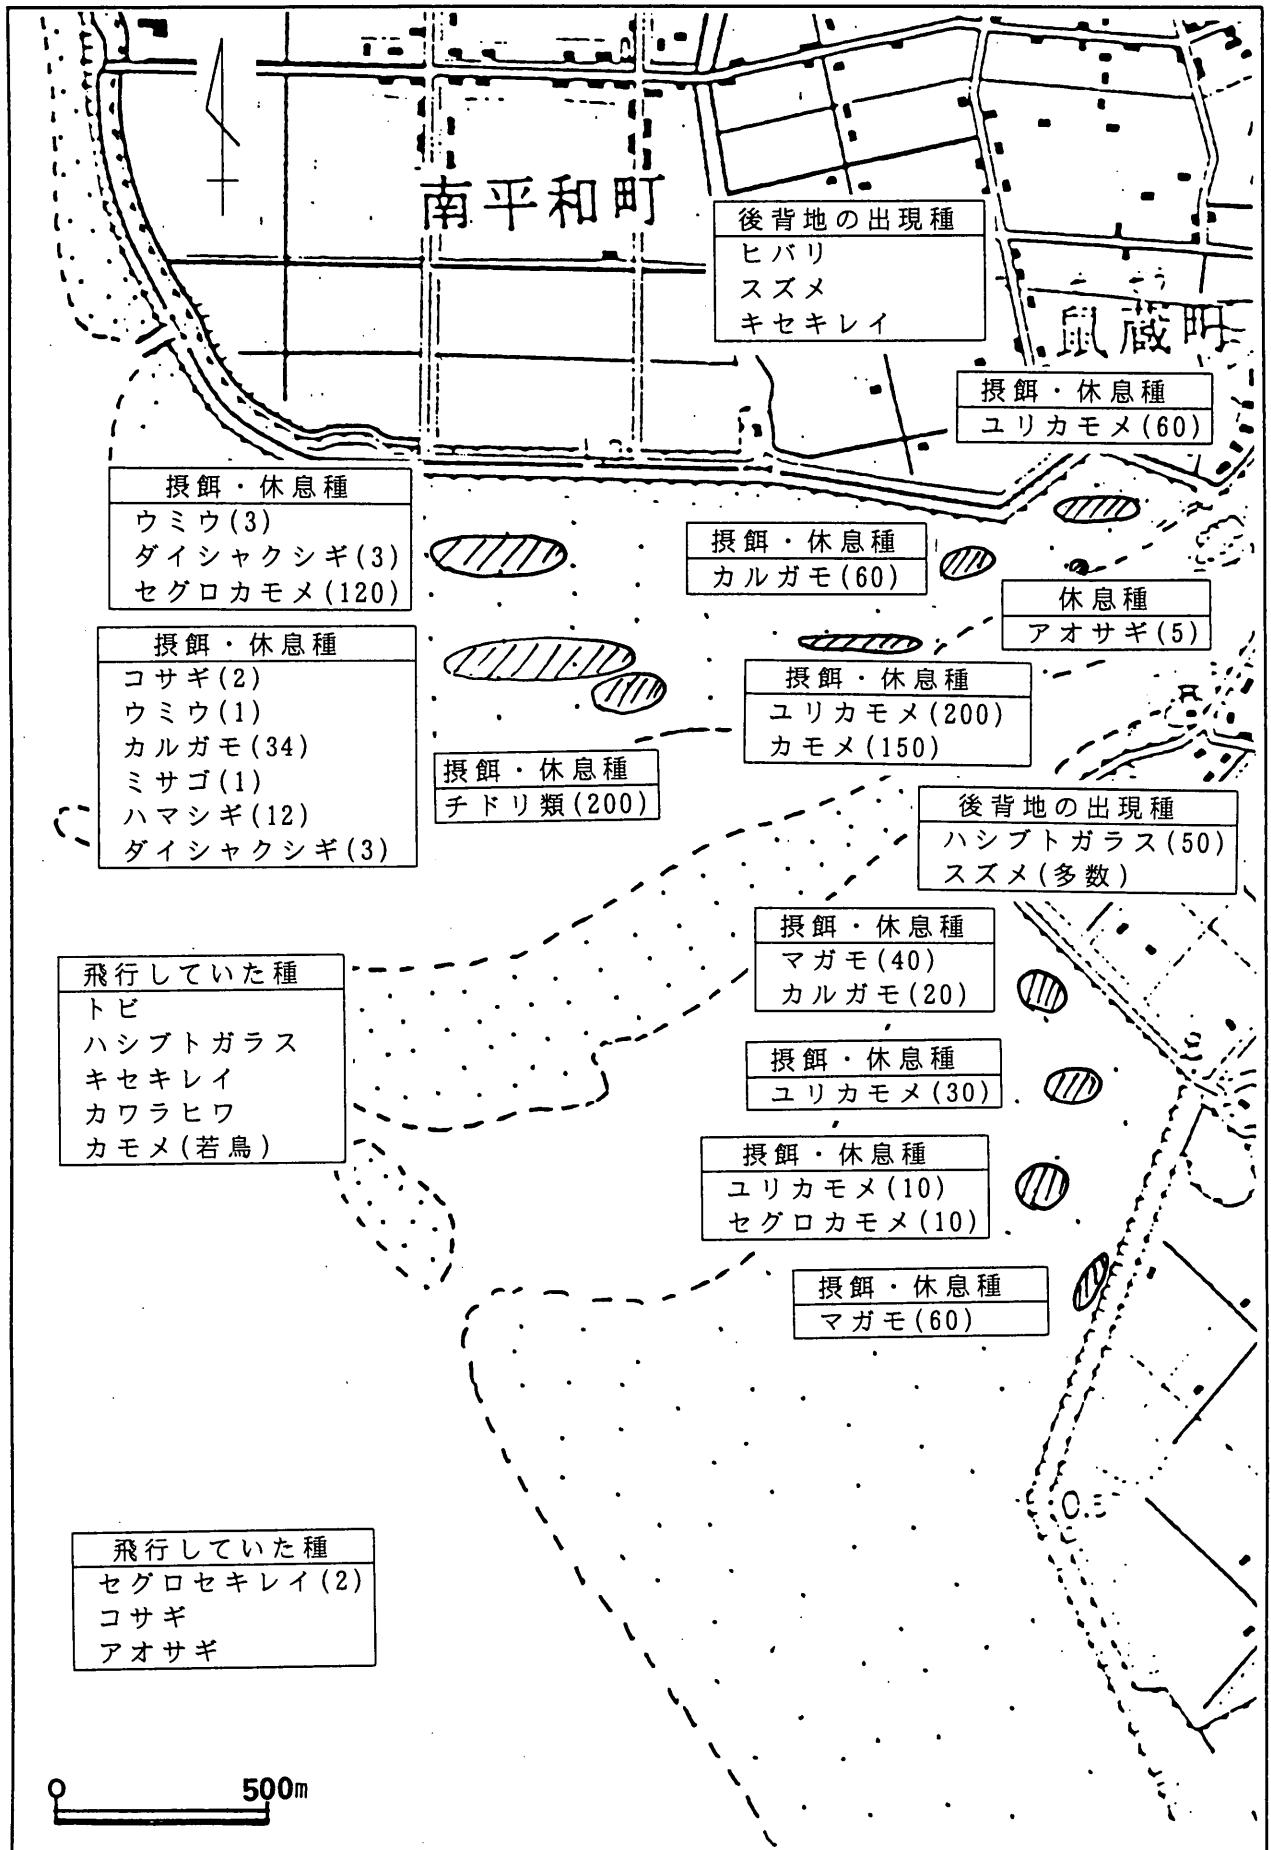 南平和町
後背地の出現種
ヒバリ
スズメ
キセキレイ
鼠蔵町
摂餌・休息種
ユリカモメ(60)
摂餌・休息種
ウミウ(3)
ダイシャクシギ(3)
セグロカモメ(120)
摂餌・休息種
カルガモ(60)
休息種
アオサギ(5)
摂餌・休息種
コサギ(2)
ウミウ(1)
カルガモ(34)
ミサゴ(1)
ハマシギ(12)
ダイシャクシギ(3)
摂餌・休息種
ユリカモメ(200)
カモメ(150)
摂餌・休息種
チドリ類(200)
後背地の出現種
ハシブトガラス(50)
スズメ(多数)
摂餌・休息種
マガモ(40)
カルガモ(20)
飛行していた種
トビ
ハシブトガラス
キセキレイ
カワラヒワ
カモメ(若鳥)
摂餌・休息種
ユリカモメ(30)
摂餌・休息種
ユリカモメ(10)
セグロカモメ(10)
摂餌・休息種
マガモ(60)
飛行していた種
セグロセキレイ(2)
コサギ
アオサギ
0 500m